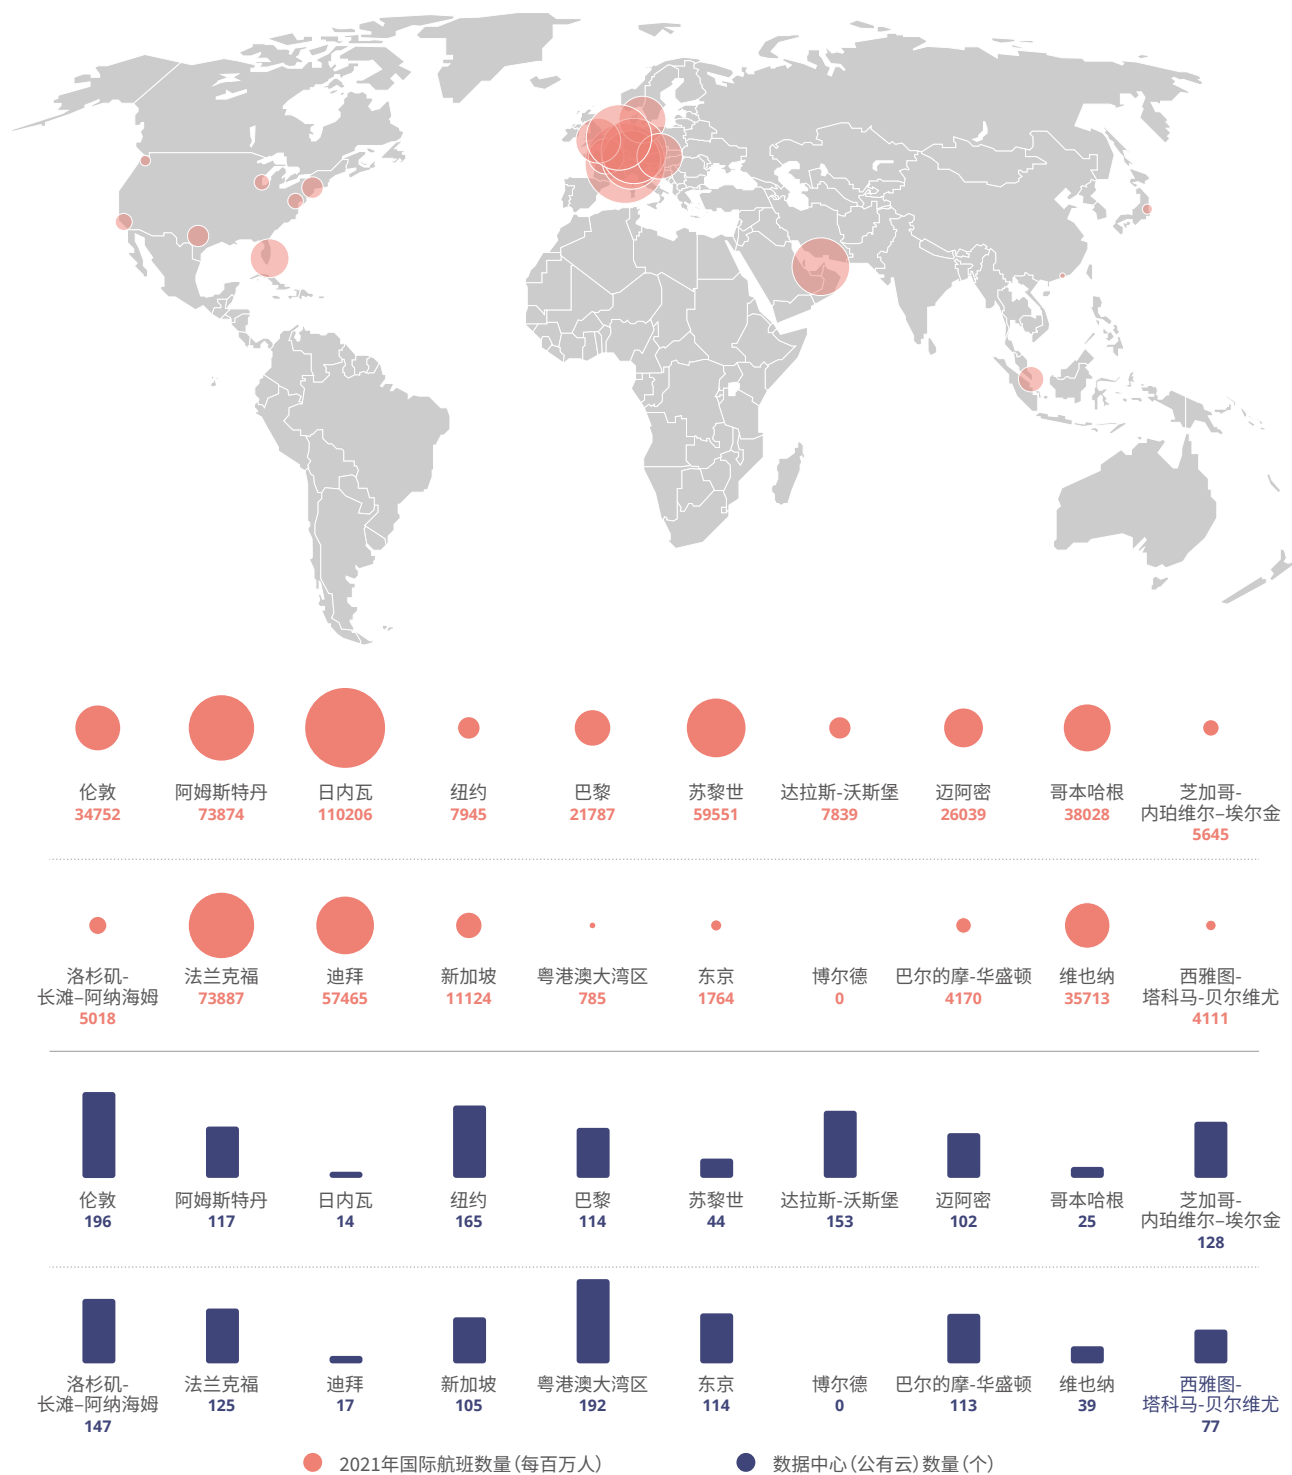 伦敦 阿姆斯特丹 日内瓦 纽约 巴黎 苏黎世 达拉斯-沃斯堡 迈阿密 哥本哈根 芝加哥-
内珀维尔–埃尔金
34752 73874 110206 7945 21787 59551 7839 26039 38028
5645
洛杉矶- 法兰克福 迪拜 新加坡 粤港澳大湾区 东京 博尔德 巴尔的摩-华盛顿 维也纳 西雅图-
长滩–阿纳海姆 73887 57465 11124 785 1764 0 4170 35713 塔科马-贝尔维尤
5018 4111
伦敦 阿姆斯特丹 日内瓦 纽约 巴黎 苏黎世 达拉斯-沃斯堡 迈阿密 哥本哈根 芝加哥-
196 117 14 165 114 44 153 102 25 内珀维尔–埃尔金
128
洛杉矶- 法兰克福 迪拜 新加坡 粤港澳大湾区 东京 博尔德 巴尔的摩-华盛顿 维也纳 西雅图-
长滩–阿纳海姆 125 17 105 192 114 0 113 39 塔科马-贝尔维尤
147 77
2021年国际航班数量（每百万人） 数据中心（公有云）数量（个）